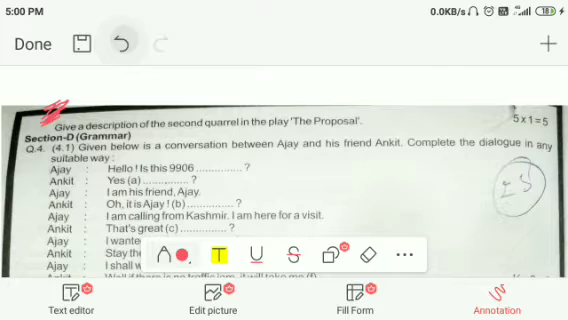 5:00 PM
0.0KB/s
18
Done
Give a description of the second quarrel in the play 'The Proposal'.
5x1=5
Section-D (Grammar)
Q.4. (4.1) Given below is a conversation between Ajay and his friend Ankit. Complete the dialogue in any
suitable way :
Ajay : Hello ! Is this 9906 .............. ?
Ankit : Yes (a) .............. ?
Ajay : I am his friend, Ajay.
Ankit : Oh, it is Ajay ! (b) .............. ?
Ajay : I am calling from Kashmir. I am here for a visit.
Ankit : That's great (c) .............. ?
Ajay : I wante
Ankit : Stay the
Ajay : I shall w
A T U S
Text editor
Edit picture
Fill Form
Annotation